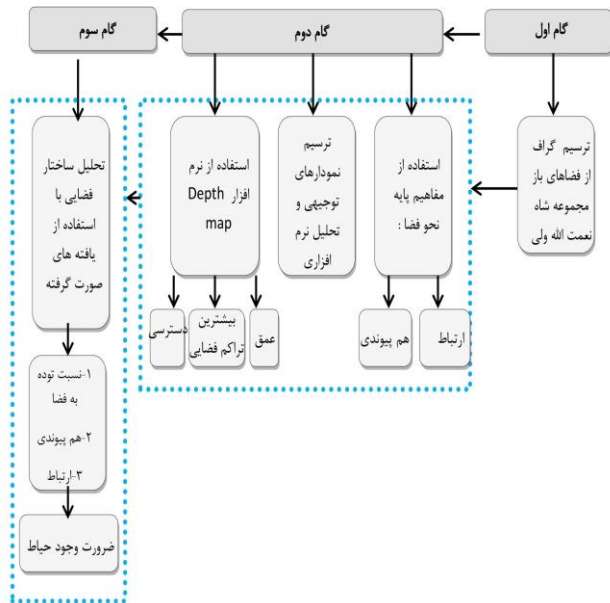 گام اول
گام دوم
گام سوم
ترسیم گراف
از فضاهای باز
مجموعه شاه
نعمت الله ولی
استفاده از
مفاهیم پایه
نحو فضا :
ترسیم
نمودارهای
توجیهی و
تحلیل نرم
افزاری
استفاده از نرم
افزار Depth
map
ارتباط
هم پیوندی
عمق
بیشترین
تراکم فضایی
دسترسی
تحلیل ساختار
فضایی با
استفاده از
یافته های
صورت گرفته
۱-نسبت توده
به فضا
۲-هم پیوندی
۳-ارتباط
ضرورت وجود حیاط